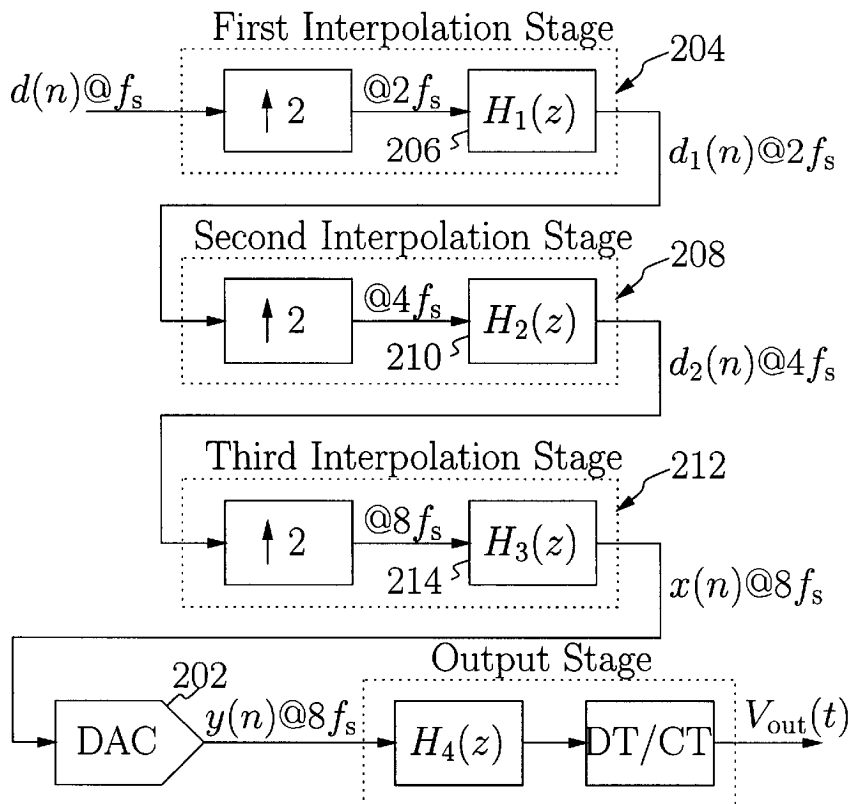 First Interpolation Stage
204
d(n)@fs
↑ 2
@2fs
H1(z)
206
d1(n)@2fs
Second Interpolation Stage
208
↑ 2
@4fs
H2(z)
210
d2(n)@4fs
Third Interpolation Stage
212
↑ 2
@8fs
H3(z)
214
x(n)@8fs
Output Stage
202
DAC
y(n)@8fs
H4(z)
DT/CT
Vout(t)